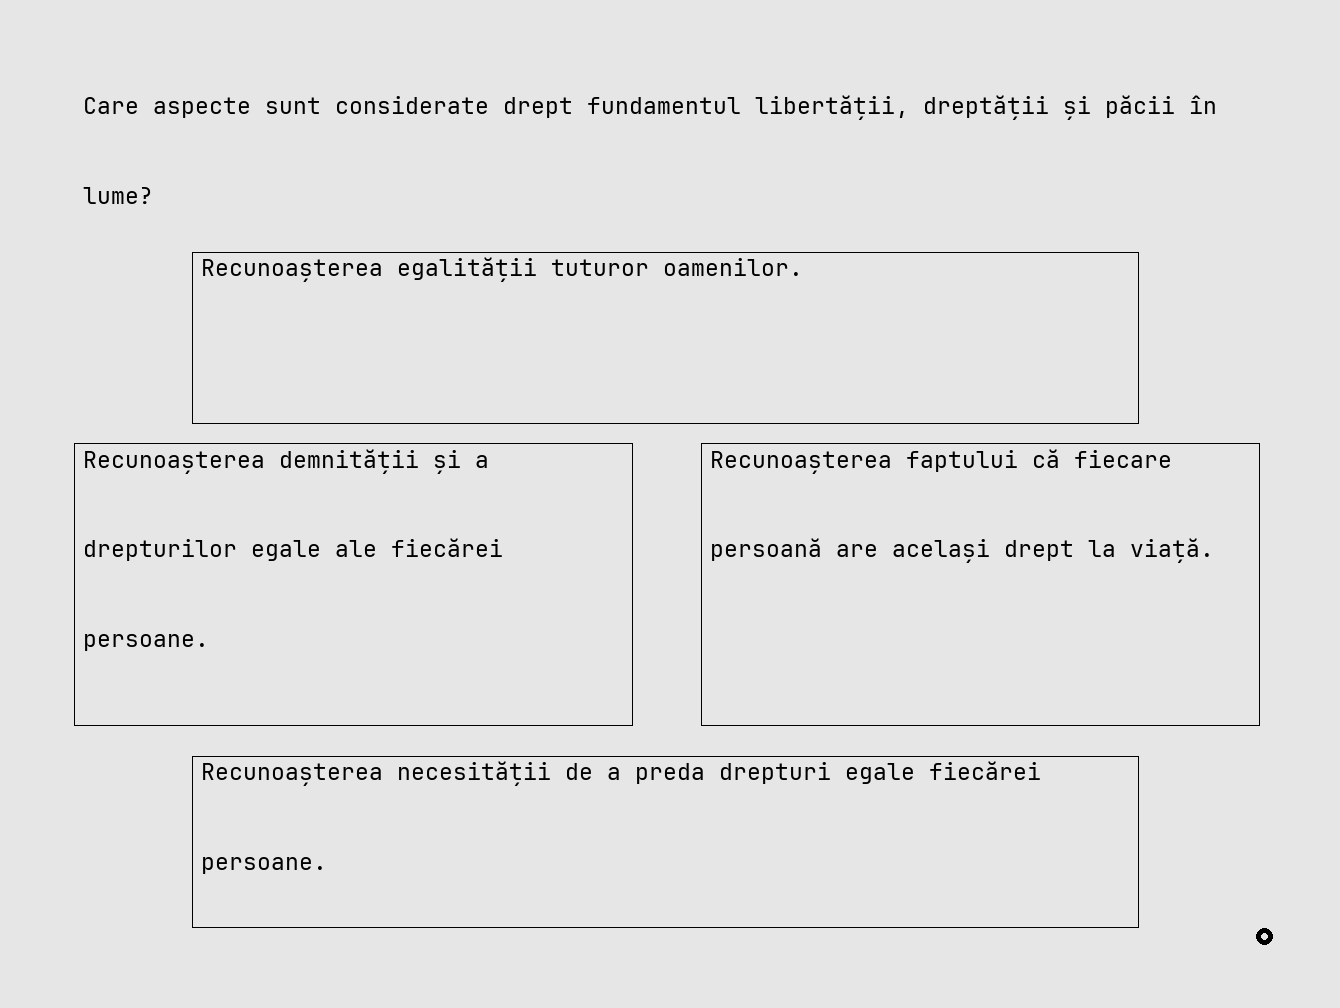 Care aspecte sunt considerate drept fundamentul libertății, dreptății și păcii în
lume?
Recunoașterea egalității tuturor oamenilor.
Recunoașterea demnității și a
drepturilor egale ale fiecărei
persoane.
Recunoașterea faptului că fiecare
persoană are același drept la viață.
Recunoașterea necesității de a preda drepturi egale fiecărei
persoane.